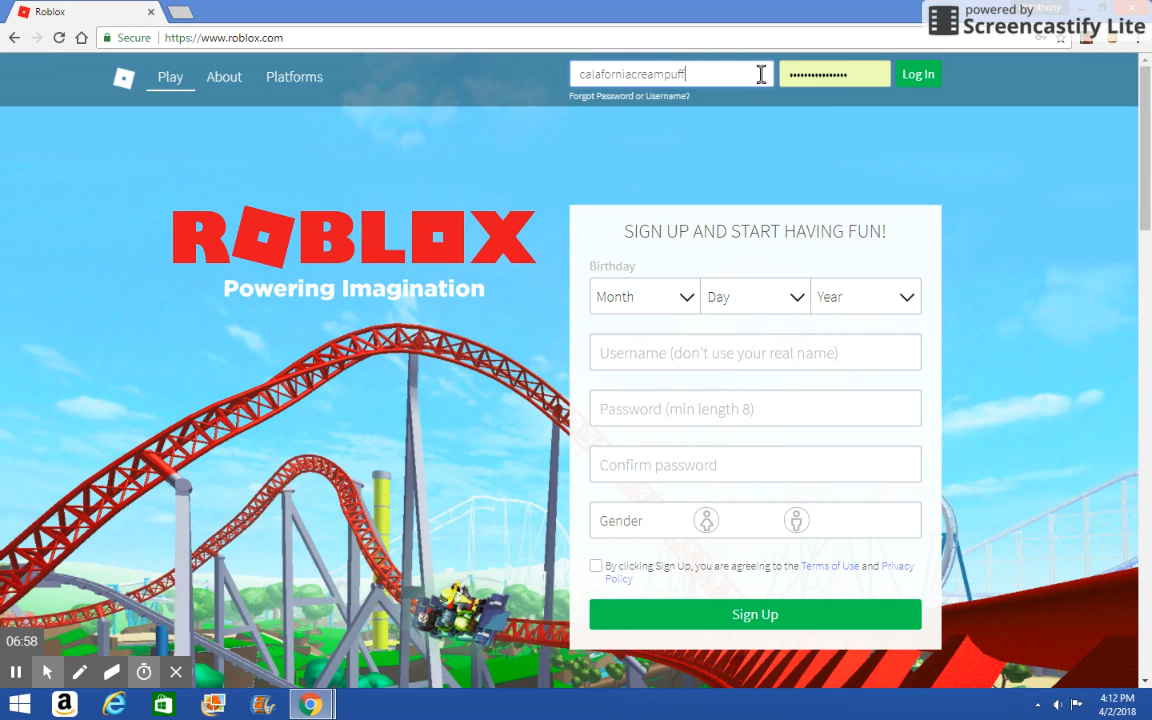 Roblox
powered by
Screencastify Lite
Secure https://www.roblox.com
Play About Platforms
calaforniacreampuff
•••••••••••••••• Log In
Forgot Password or Username?
ROBLOX
Powering Imagination
SIGN UP AND START HAVING FUN!
Birthday
Month Day Year
Username (don't use your real name)
Password (min length 8)
Confirm password
Gender
By clicking Sign Up, you are agreeing to the Terms of Use and Privacy
Policy
Sign Up
06:58
4:12 PM
4/2/2018